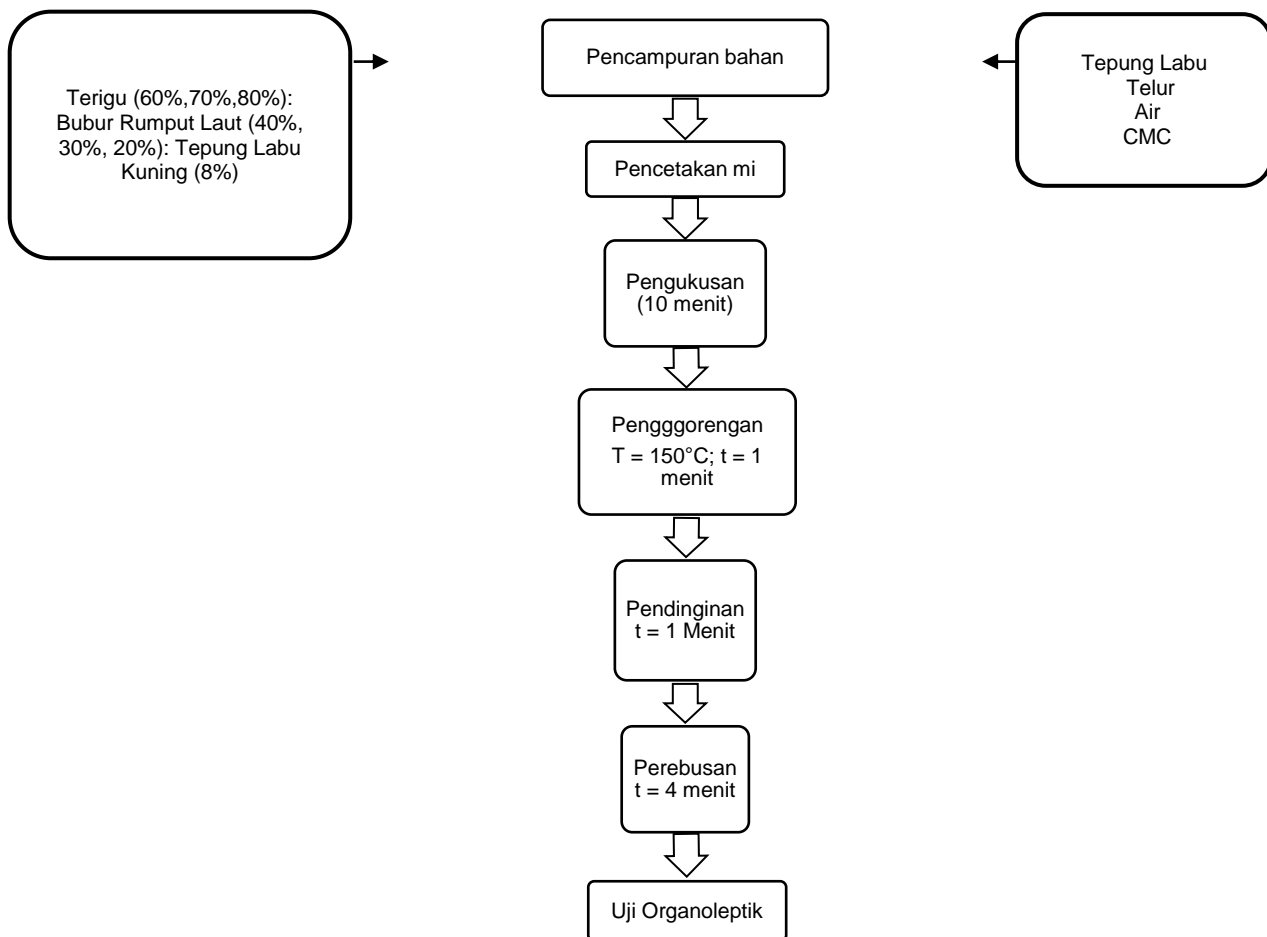 Terigu (60%,70%,80%):
Bubur Rumput Laut (40%,
30%, 20%): Tepung Labu
Kuning (8%)
Pencampuran bahan
Tepung Labu
Telur
Air
CMC
Pencetakan mi
Pengukusan
(10 menit)
Pengggorengan
T = 150°C; t = 1
menit
Pendinginan
t = 1 Menit
Perebusan
t = 4 menit
Uji Organoleptik